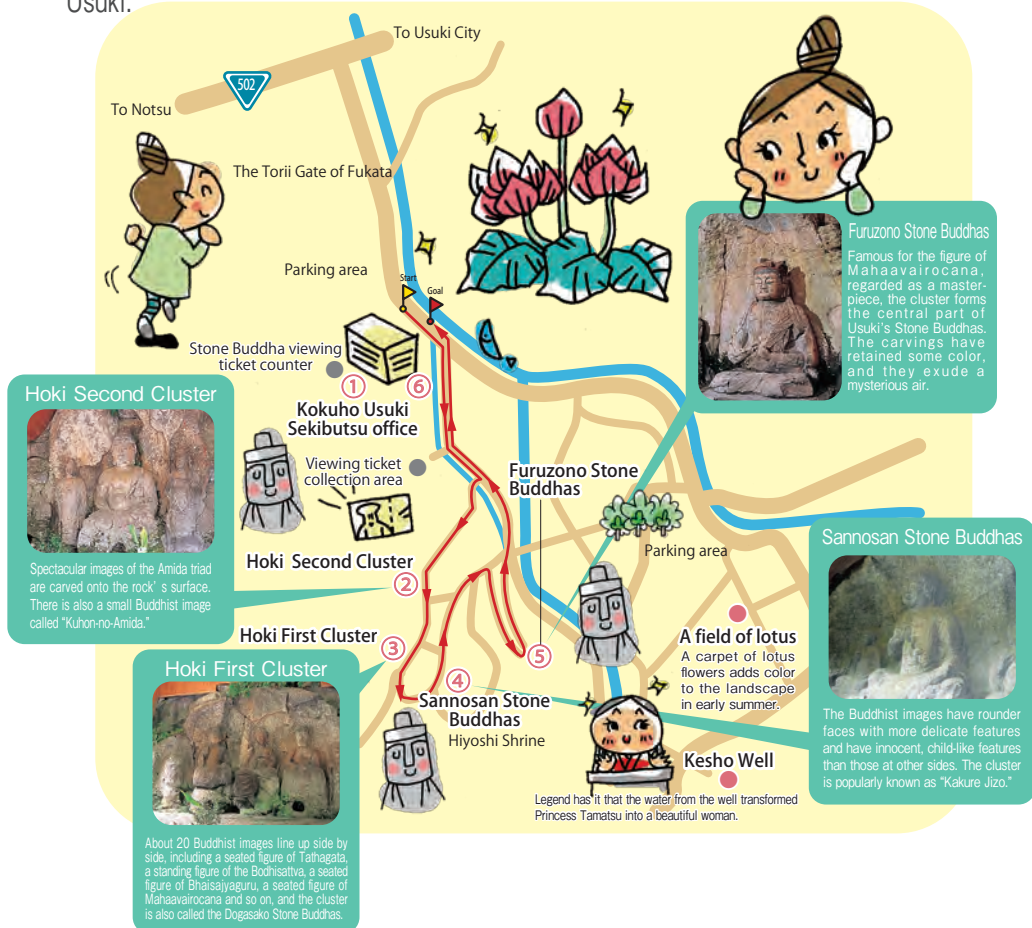 Usuki.
To Usuki City
502
To Notsu
The Torii Gate of Fukata
Parking area
Start
Goal
Stone Buddha viewing
ticket counter
①
⑥
Kokuho Usuki
Sekibutsu office
Viewing ticket
collection area
Furuzono Stone Buddhas
Famous for the figure of
Mahaavairocana,
regarded as a master-
piece, the cluster forms
the central part of
Usuki's Stone Buddhas.
The carvings have
retained some color,
and they exude a
mysterious air.
Hoki Second Cluster
Spectacular images of the Amida triad
are carved onto the rock' s surface.
There is also a small Buddhist image
called "Kuhon-no-Amida."
Furuzono Stone
Buddhas
Parking area
Hoki Second Cluster
②
Hoki First Cluster
③
④
⑤
Sannosan Stone
Buddhas
Hiyoshi Shrine
A field of lotus
A carpet of lotus
flowers adds color
to the landscape
in early summer.
Kesho Well
Legend has it that the water from the well transformed
Princess Tamatsu into a beautiful woman.
Sannosan Stone Buddhas
The Buddhist images have rounder
faces with more delicate features
and have innocent, child-like features
than those at other sides. The cluster
is popularly known as "Kakure Jizo."
Hoki First Cluster
About 20 Buddhist images line up side by
side, including a seated figure of Tathagata,
a standing figure of the Bodhisattva, a seated
figure of Bhaisajyaguru, a seated figure of
Mahaavairocana and so on, and the cluster
is also called the Dogasako Stone Buddhas.